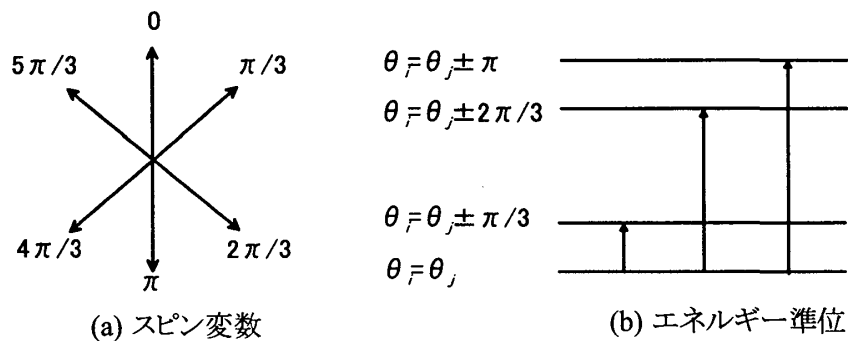 0
5π/3
π/3
4π/3
2π/3
π
(a) スピン変数
θi=θj±π
θi=θj±2π/3
θi=θj±π/3
θi=θj
(b) エネルギー準位